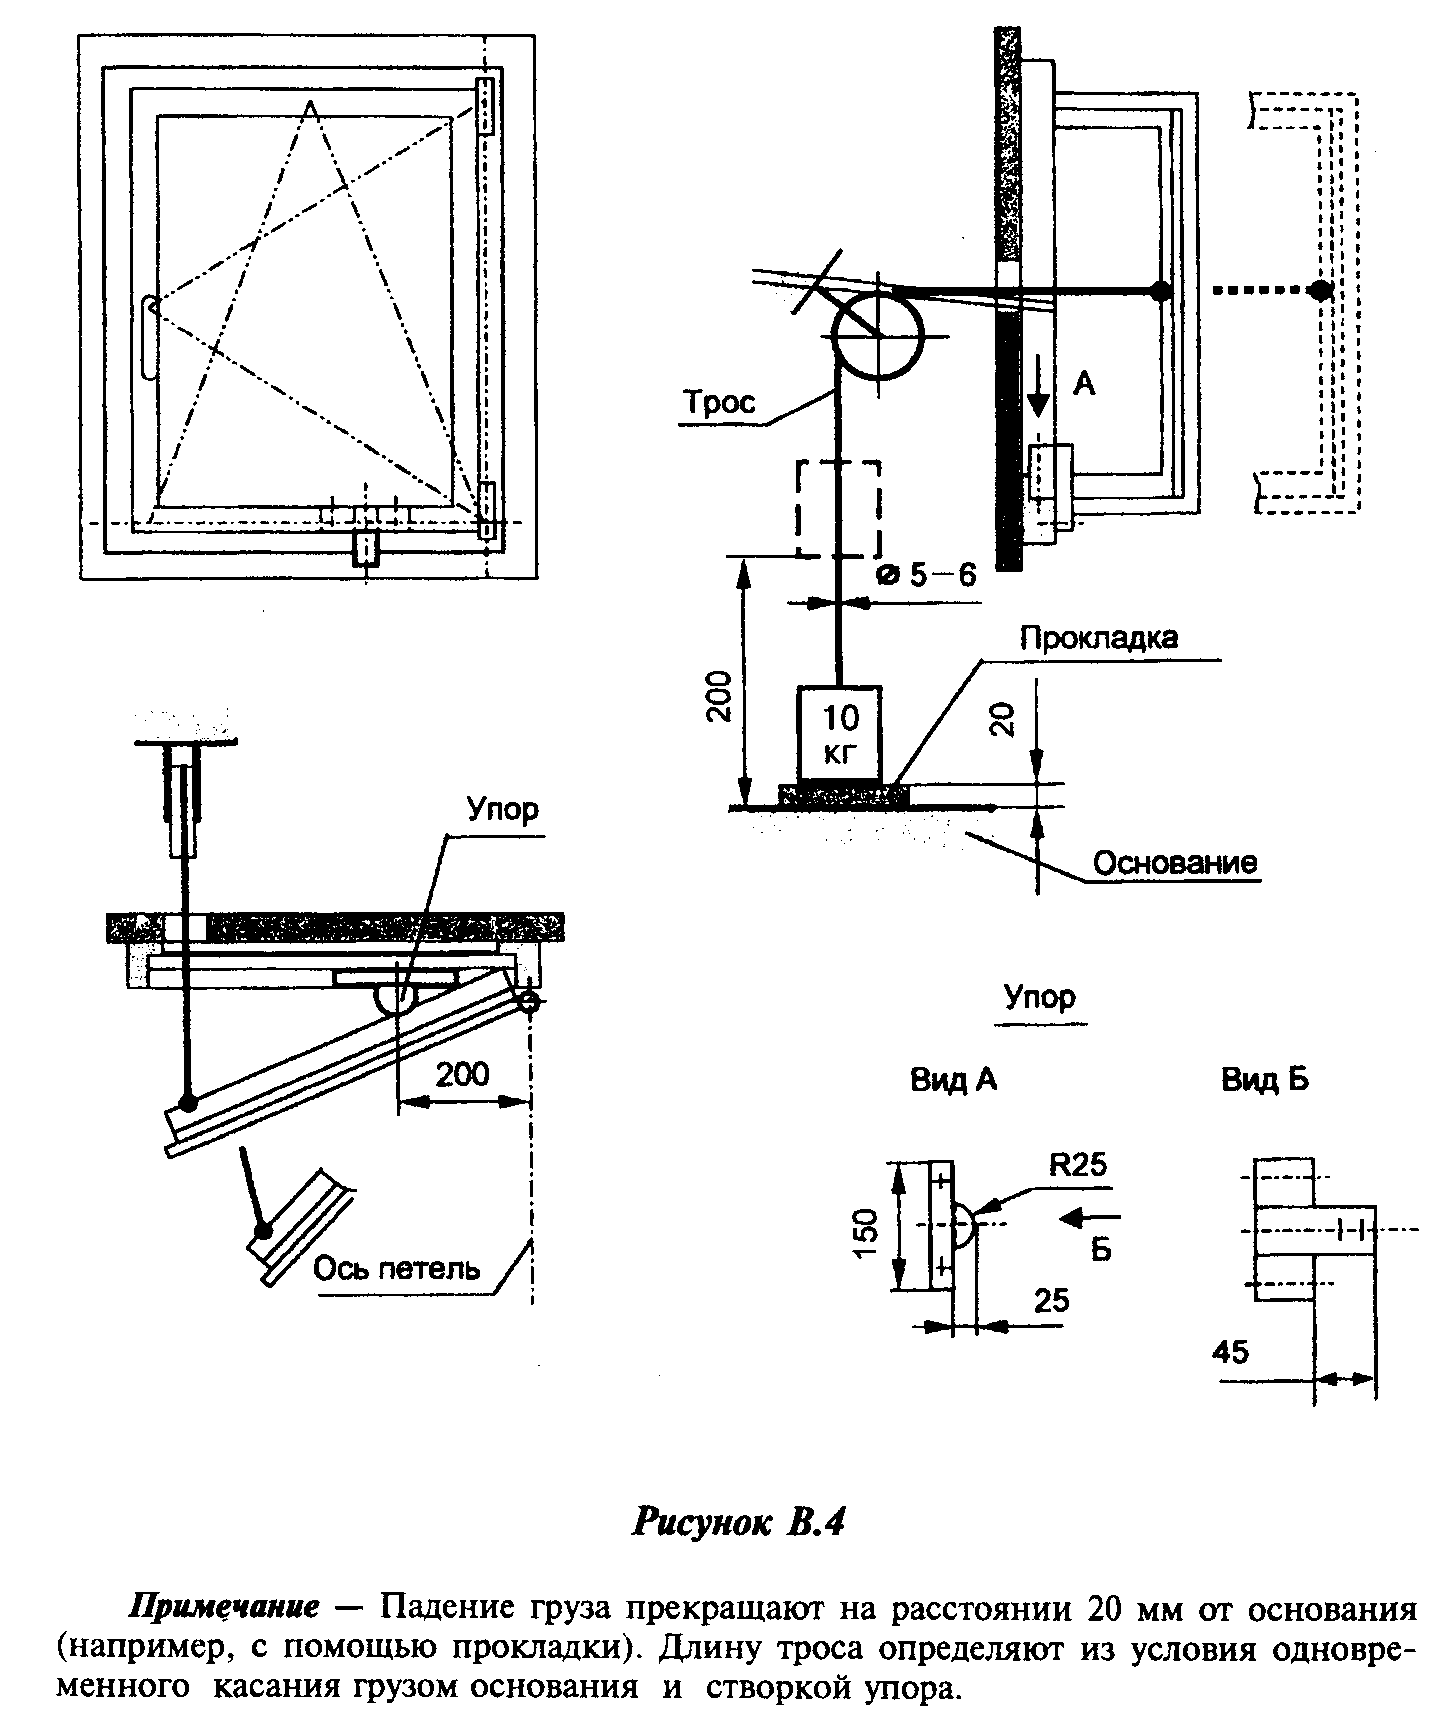 А
Трос
Ø 5–6
Прокладка
200
20
10
кг
Упор
Основание
200
Упор
Вид А
Вид Б
R25
150
Б
Ось петель
25
45
Рисунок В.4
Примечание — Падение груза прекращают на расстоянии 20 мм от основания
(например, с помощью прокладки). Длину троса определяют из условия одновре-
менного касания грузом основания и створкой упора.